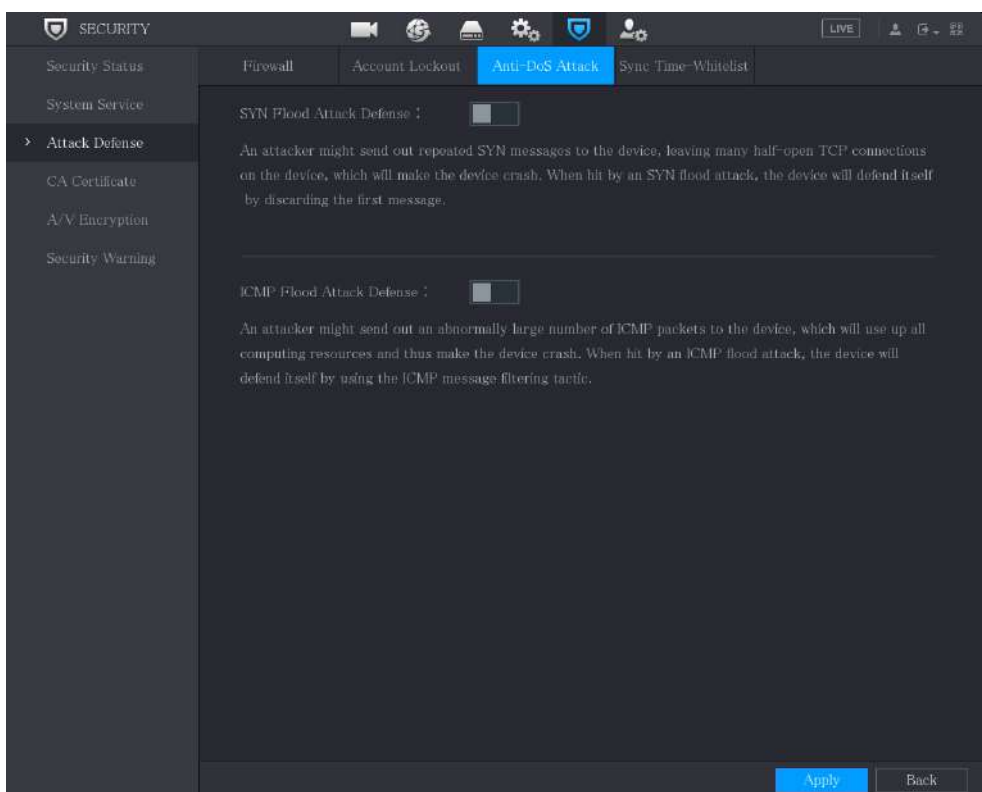 SECURITY
LIVE
Security Status
System Service
Attack Defense
CA Certificate
A/V Encryption
Security Warning
Firewall
Account Lockout
Anti-DoS Attack
Sync Time-Whitelist
SYN Flood Attack Defense :
An attacker might send out repeated SYN messages to the device, leaving many half-open TCP connections
on the device, which will make the device crash. When hit by an SYN flood attack, the device will defend itself
by discarding the first message.
ICMP Flood Attack Defense :
An attacker might send out an abnormally large number of ICMP packets to the device, which will use up all
computing resources and thus make the device crash. When hit by an ICMP flood attack, the device will
defend itself by using the ICMP message filtering tactic.
Apply
Back